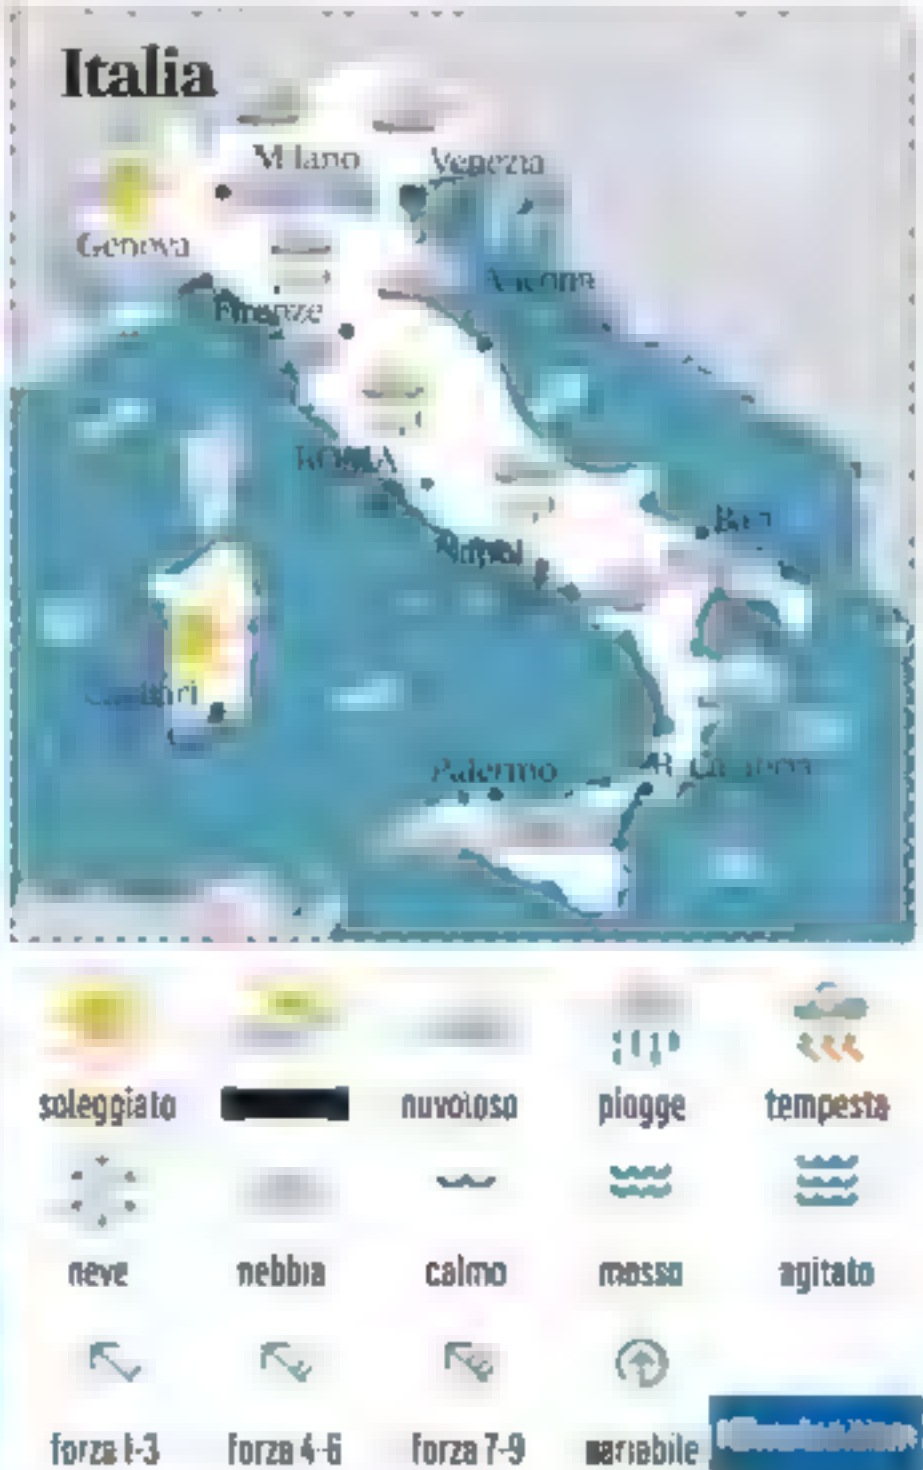 Italia
Milano
Venezia
Genova
Ancona
Firenze
ROMA
Bari
Napoli
Cagliari
Palermo
soleggiato
nuvoloso
piogge
tempesta
neve
nebbia
calmo
mosso
agitato
forza 1-3
forza 4-6
forza 7-9
variabile